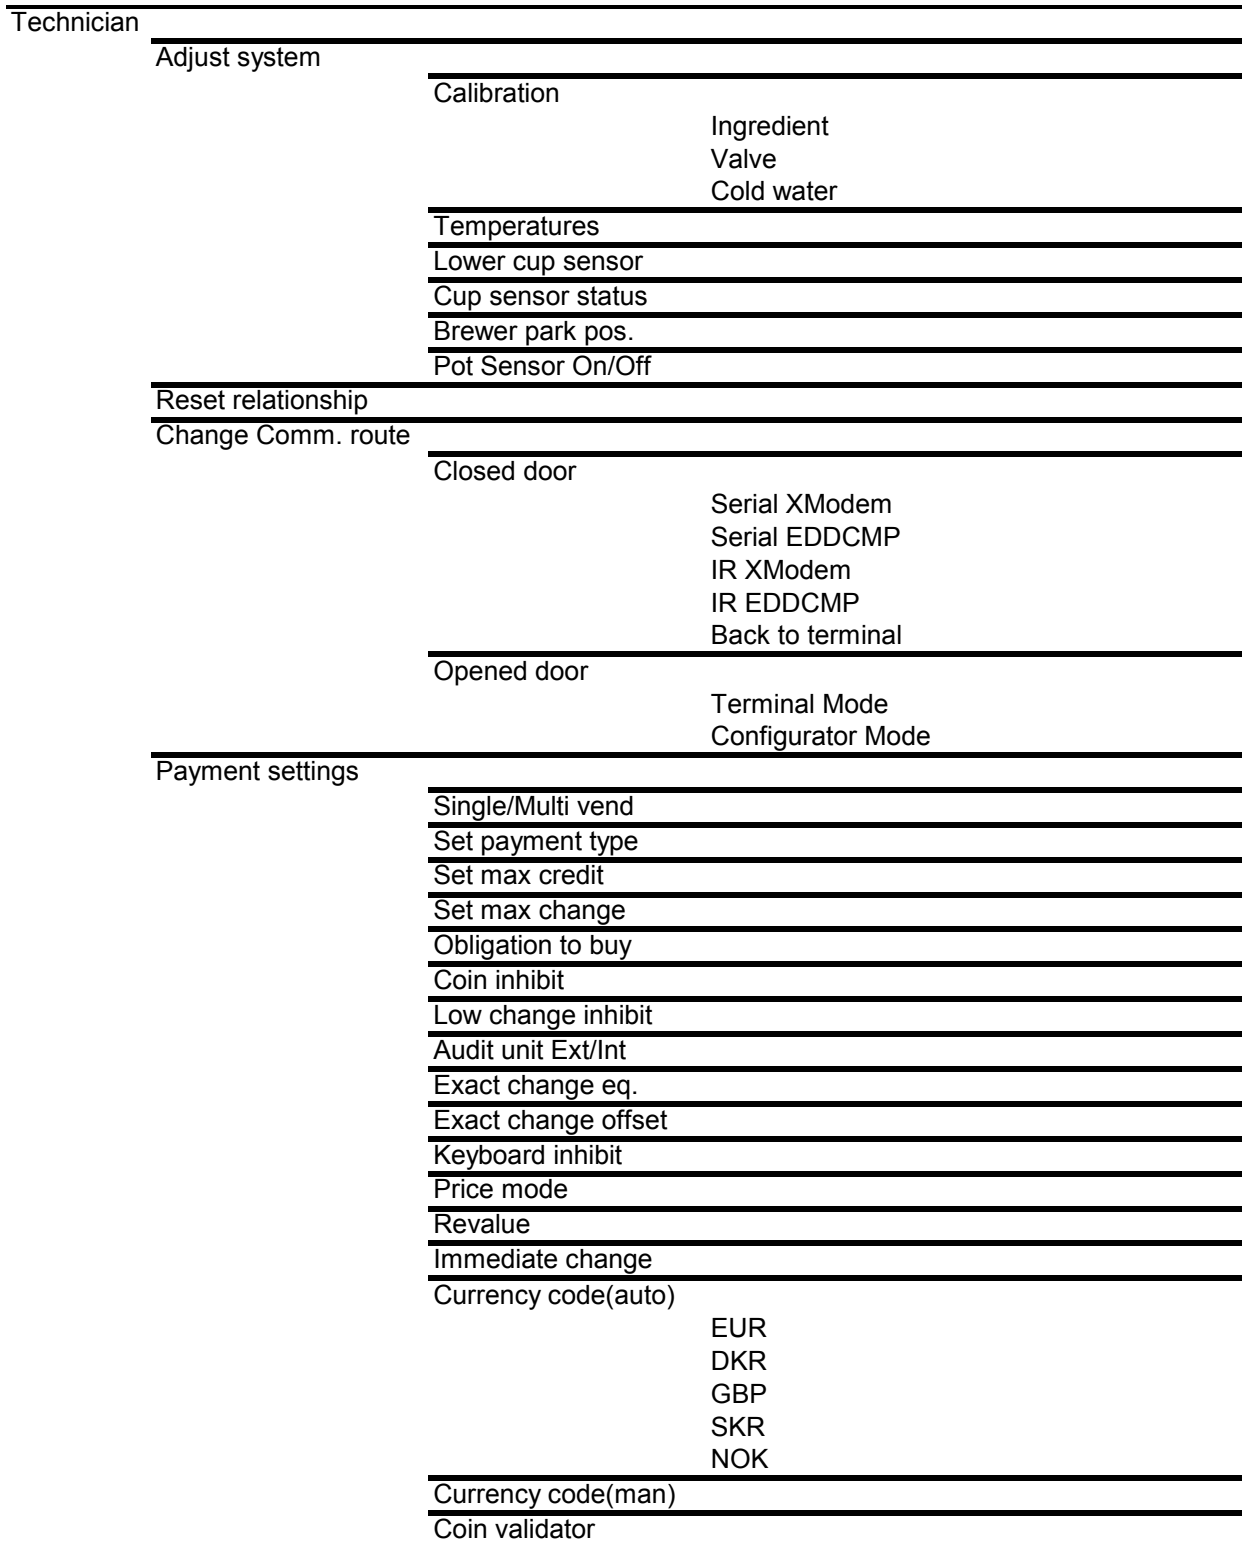 Technician
Adjust system
Calibration
Ingredient
Valve
Cold water
Temperatures
Lower cup sensor
Cup sensor status
Brewer park pos.
Pot Sensor On/Off
Reset relationship
Change Comm. route
Closed door
Serial XModem
Serial EDDCMP
IR XModem
IR EDDCMP
Back to terminal
Opened door
Terminal Mode
Configurator Mode
Payment settings
Single/Multi vend
Set payment type
Set max credit
Set max change
Obligation to buy
Coin inhibit
Low change inhibit
Audit unit Ext/Int
Exact change eq.
Exact change offset
Keyboard inhibit
Price mode
Revalue
Immediate change
Currency code(auto)
EUR
DKR
GBP
SKR
NOK
Currency code(man)
Coin validator